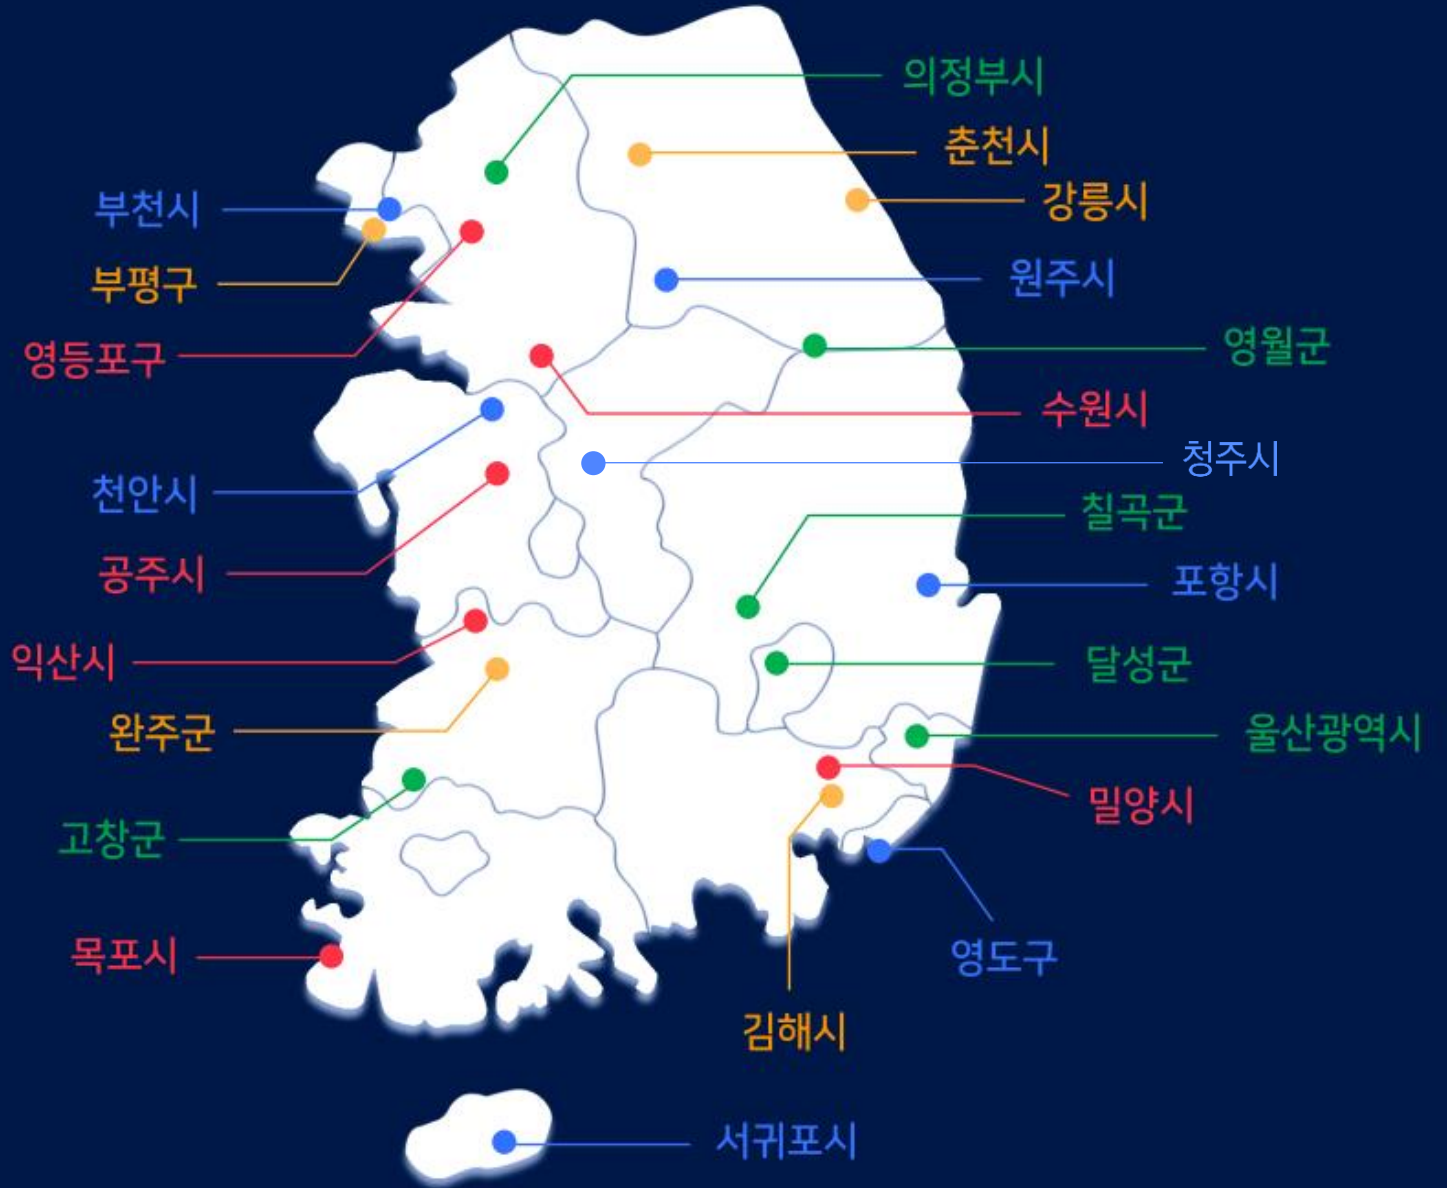 의정부시
춘천시
강릉시
부천시
원주시
부평구
영월군
영등포구
수원시
청주시
천안시
칠곡군
공주시
포항시
익산시
달성군
완주군
울산광역시
밀양시
고창군
목포시
영도구
김해시
서귀포시